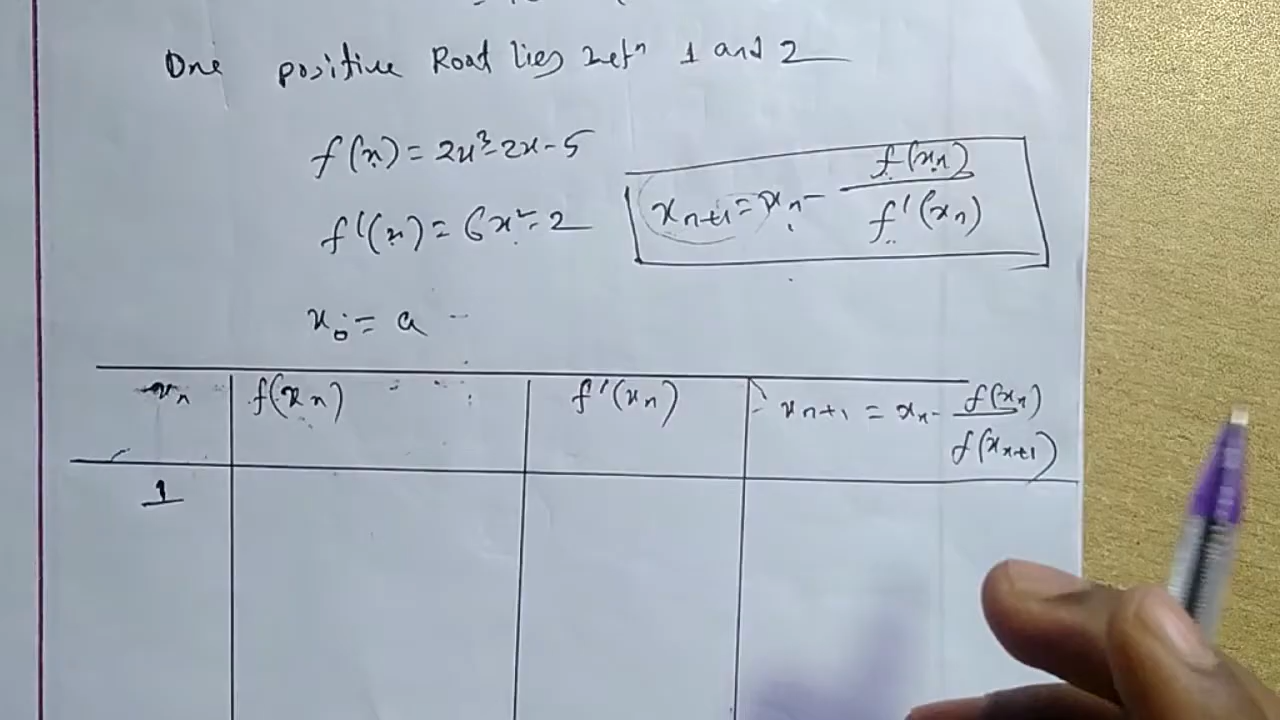 One positive Root lies betn 1 and 2
f(x) = 2x³-2x-5
f'(x) = 6x²-2
xn+1 = xn - f(xn) / f'(xn)
x0 = a
xn f(xn) f'(xn) xn+1 = xn - f(xn) / f(xn+1)
1